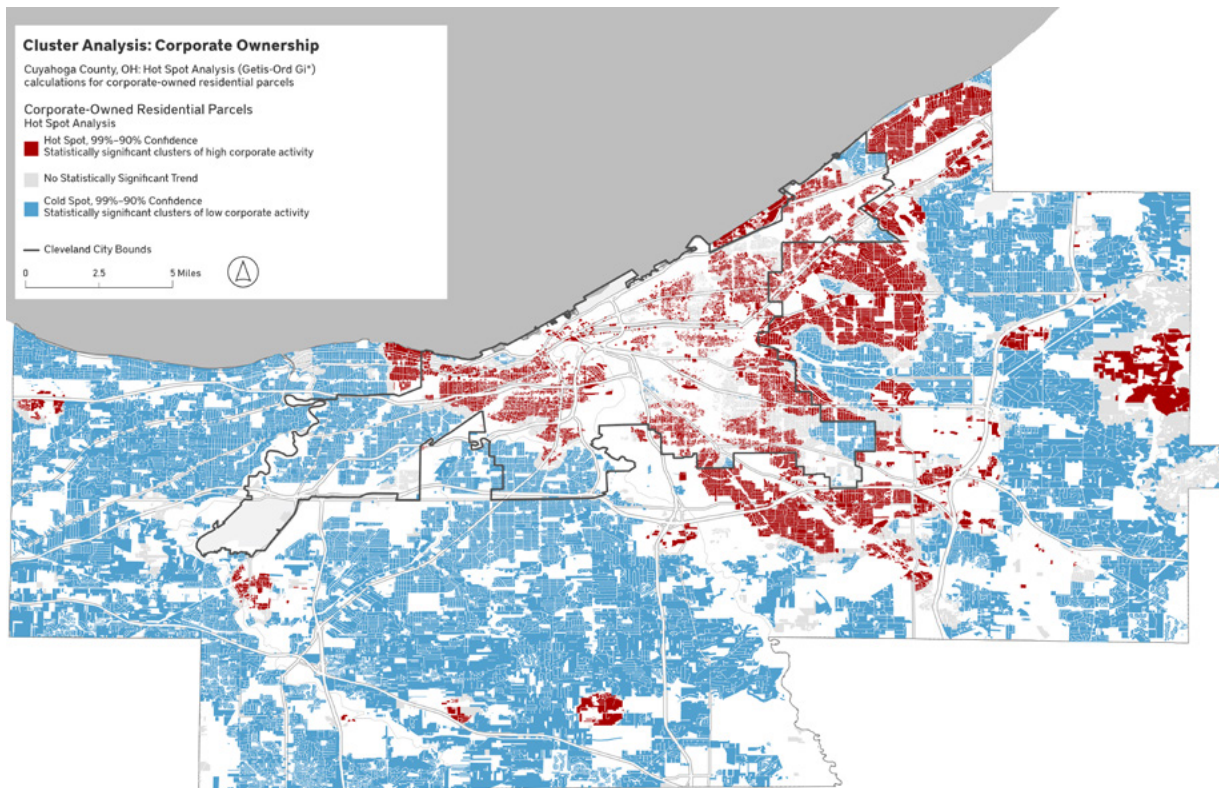 Cluster Analysis: Corporate Ownership
Cuyahoga County, OH: Hot Spot Analysis (Getis-Ord Gi*)
calculations for corporate-owned residential parcels
Corporate-Owned Residential Parcels
Hot Spot Analysis
Hot Spot, 99%–90% Confidence
Statistically significant clusters of high corporate activity
No Statistically Significant Trend
Cold Spot, 99%–90% Confidence
Statistically significant clusters of low corporate activity
Cleveland City Bounds
0 2.5 5 Miles